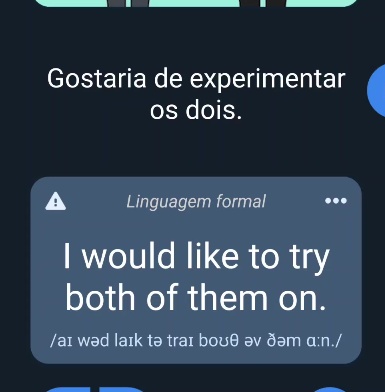 Gostaria de experimentar
os dois.
Linguagem formal
I would like to try
both of them on.
/aɪ wəd laɪk tə traɪ boʊθ əv ðəm ɑːn./